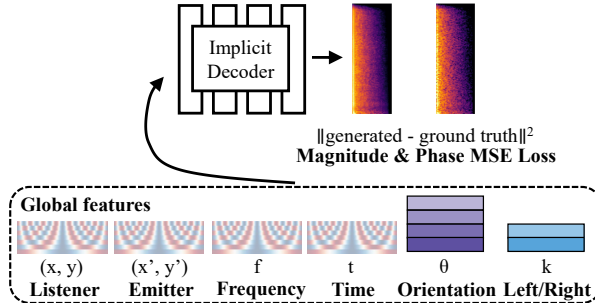 Implicit
Decoder
‖generated - ground truth‖²
Magnitude & Phase MSE Loss
Global features
(x, y) (x', y') f t θ k
Listener Emitter Frequency Time Orientation Left/Right